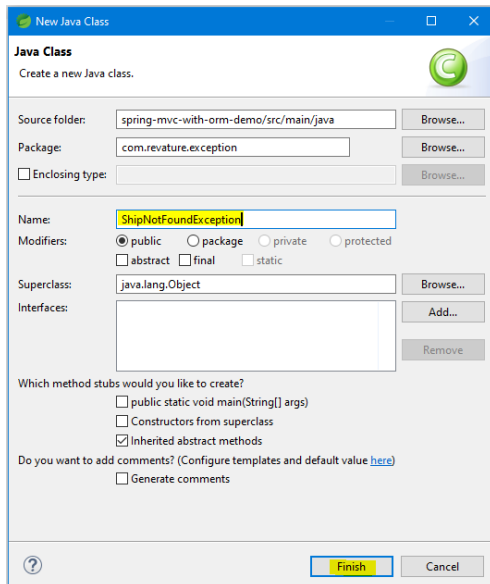 New Java Class
Java Class
Create a new Java class.
Source folder: spring-mvc-with-orm-demo/src/main/java Browse...
Package: com.revature.exception Browse...
Enclosing type: Browse...
Name: ShipNotFoundException
Modifiers: public package private protected
abstract final static
Superclass: java.lang.Object Browse...
Interfaces: Add...
Remove
Which method stubs would you like to create?
public static void main(String[] args)
Constructors from superclass
Inherited abstract methods
Do you want to add comments? (Configure templates and default value here)
Generate comments
? Finish Cancel